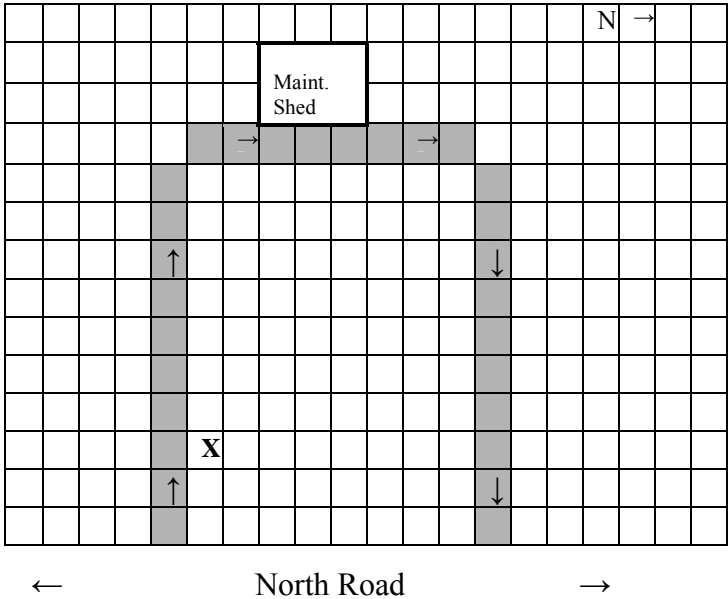 N →
Maint.
Shed
→ →
↑ ↓
X
↑ ↓
← North Road →